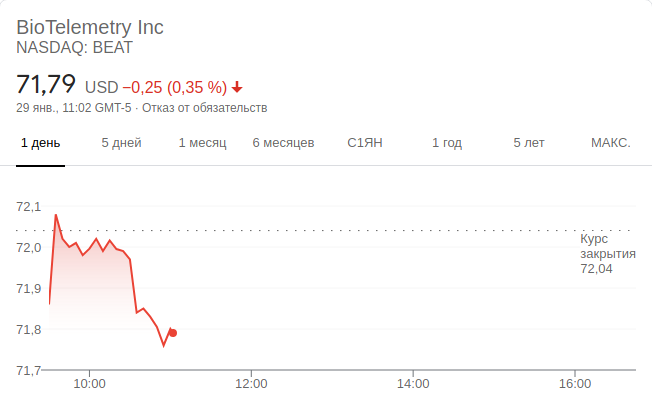 BioTelemetry Inc
NASDAQ: BEAT
71,79 USD −0,25 (0,35 %)
29 янв., 11:02 GMT-5 · Отказ от обязательств
1 день 5 дней 1 месяц 6 месяцев С1ЯН 1 год 5 лет МАКС.
72,1
72,0
71,9
71,8
71,7
Курс
закрытия
72,04
10:00 12:00 14:00 16:00